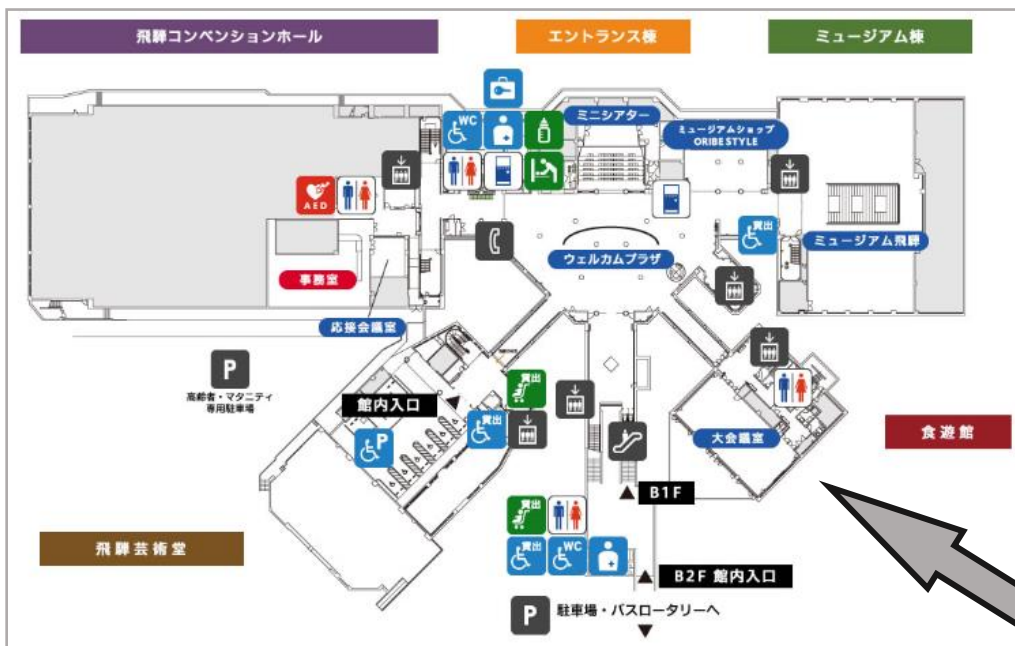 飛騨コンベンションホール
エントランス棟
ミュージアム棟
WC
ミニシアター
ミュージアムショップ
ORIBE STYLE
AED
貸出
ミュージアム飛騨
ウェルカムプラザ
事務室
応接会議室
P
高齢者・マタニティ
専用駐車場
館内入口
貸出
貸出
P
大会議室
食遊館
B1F
貸出
飛騨芸術堂
貸出
WC
B2F 館内入口
P
駐車場・バスロータリーへ